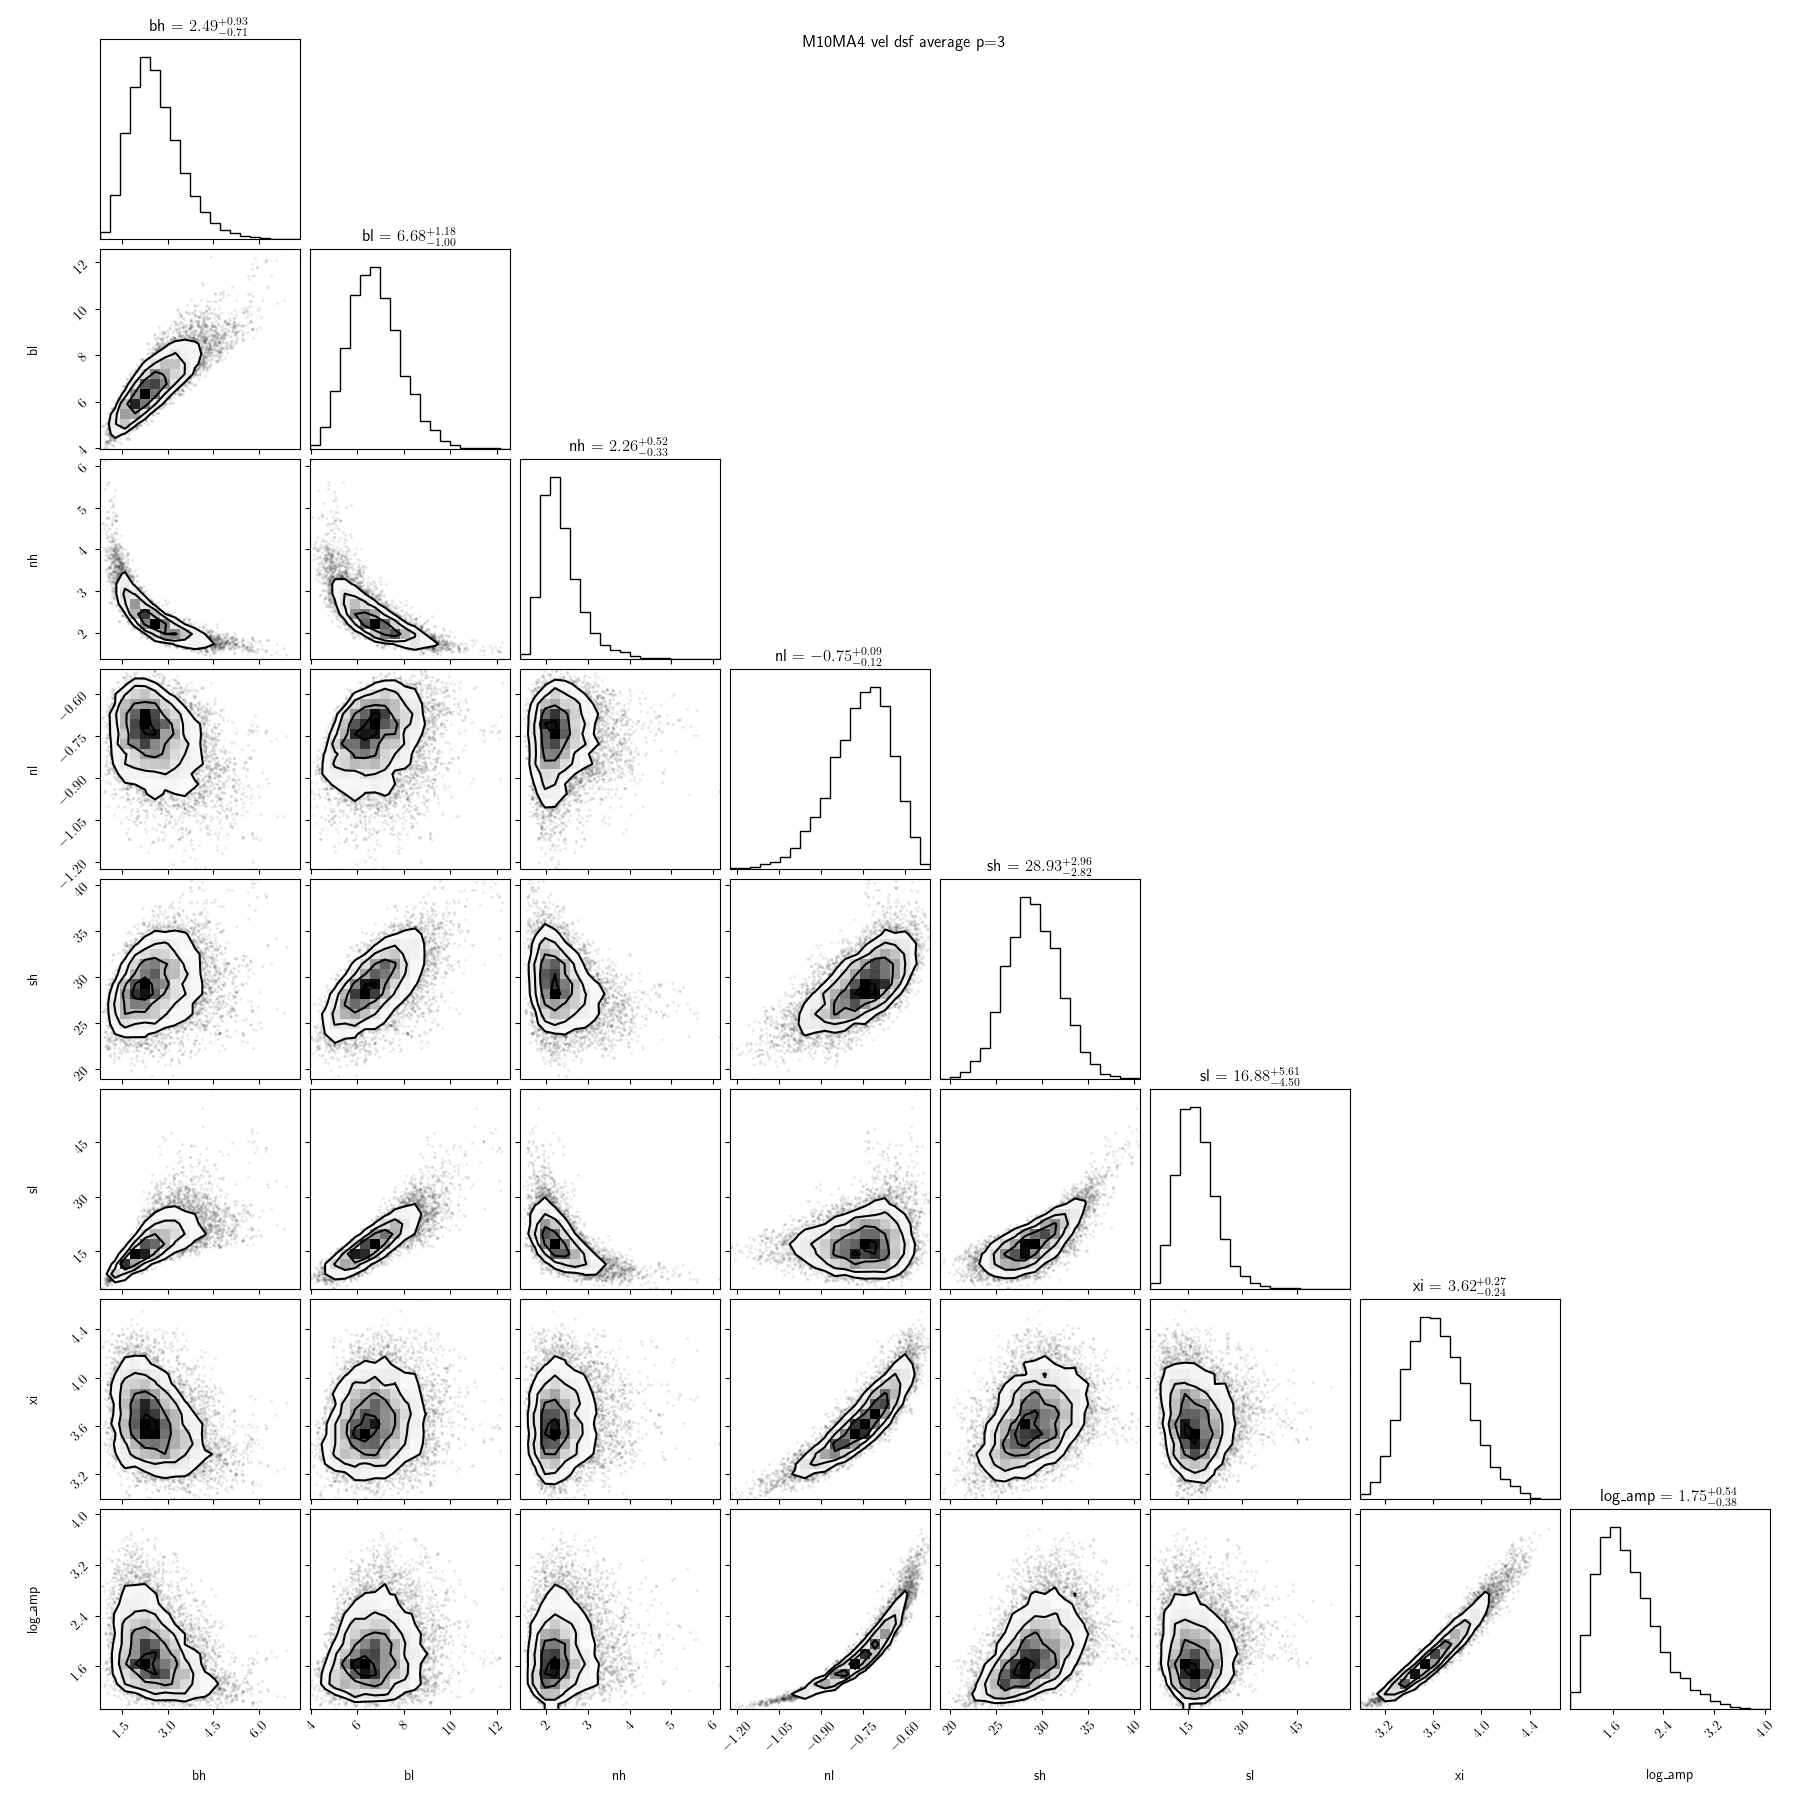 bh = 2.49+0.93−0.71
M10MA4 vel dsf average p=3
bl = 6.68+1.18−1.00
12
10
8
6
4
bl
nh = 2.26+0.52−0.33
6
5
4
3
2
nh
nl = −0.75+0.09−0.12
−0.60
−0.75
−0.90
−1.05
−1.20
nl
sh = 28.93+2.96−2.82
40
35
30
25
20
sh
sl = 16.88+5.61−4.50
45
30
15
sl
xi = 3.62+0.27−0.24
4.4
4.0
3.6
3.2
xi
log_amp = 1.75+0.54−0.38
4.0
3.2
2.4
1.6
log_amp
1.5 3.0 4.5 6.0 4 6 8 10 12 2 3 4 5 6 −1.20 −1.05 −0.90 −0.75 −0.60 20 25 30 35 40 15 30 45 3.2 3.6 4.0 4.4 1.6 2.4 3.2 4.0
bh bl nh nl sh sl xi log_amp